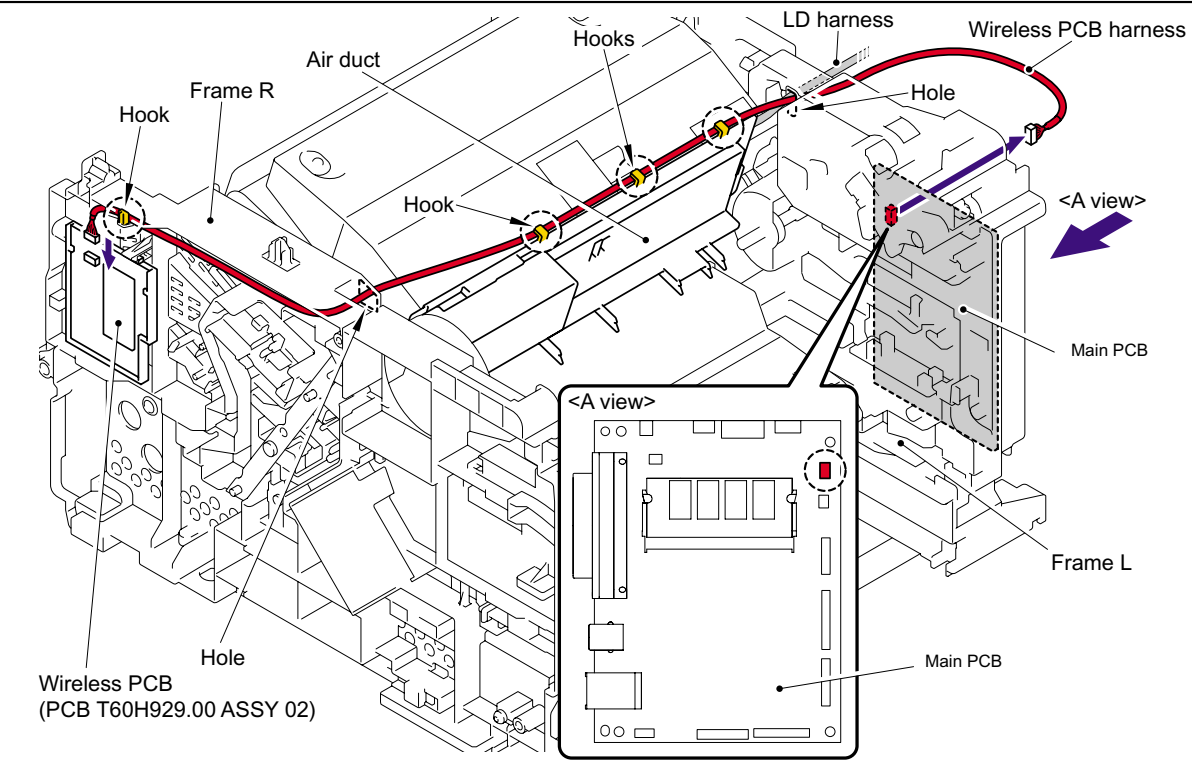 LD harness
Wireless PCB harness
Hooks
Air duct
Frame R
Hole
Hook
<A view>
Hook
Main PCB
<A view>
Frame L
Main PCB
Hole
Wireless PCB
(PCB T60H929.00 ASSY 02)